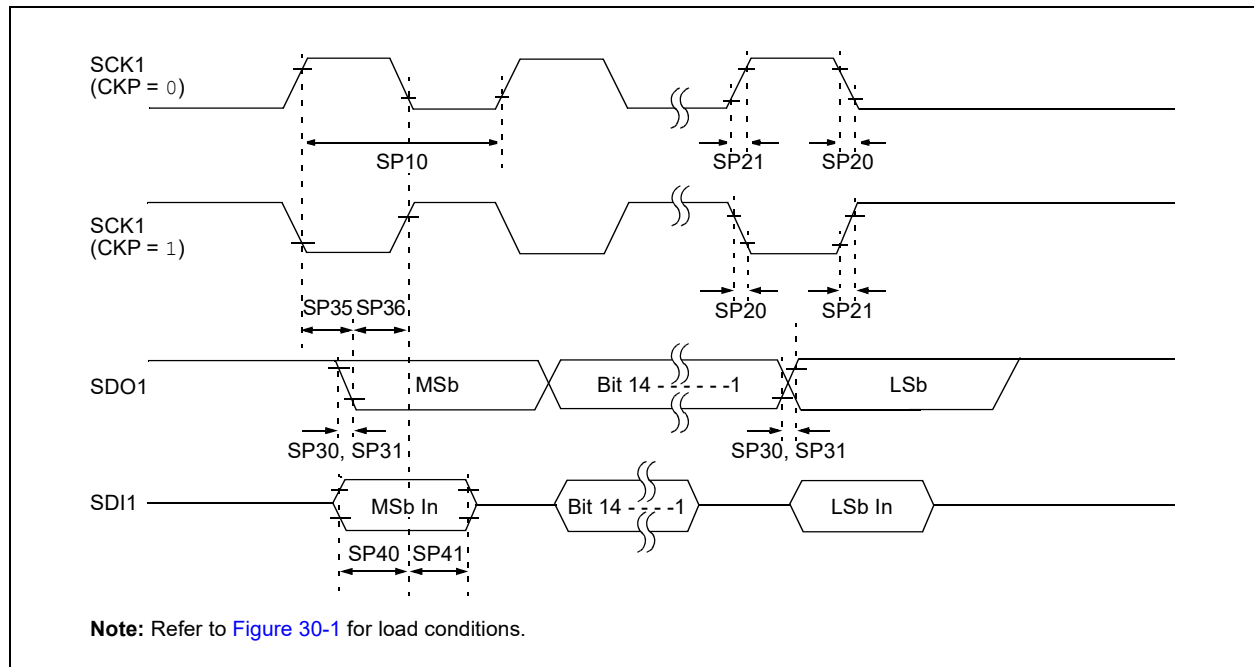 SCK1
(CKP = 0)
SP10
SP21
SP20
SCK1
(CKP = 1)
SP20
SP21
SP35
SP36
SDO1
MSb
Bit 14 - - - - - -1
LSb
SP30, SP31
SP30, SP31
SDI1
MSb In
Bit 14 - - - -1
LSb In
SP40
SP41
Note: Refer to Figure 30-1 for load conditions.